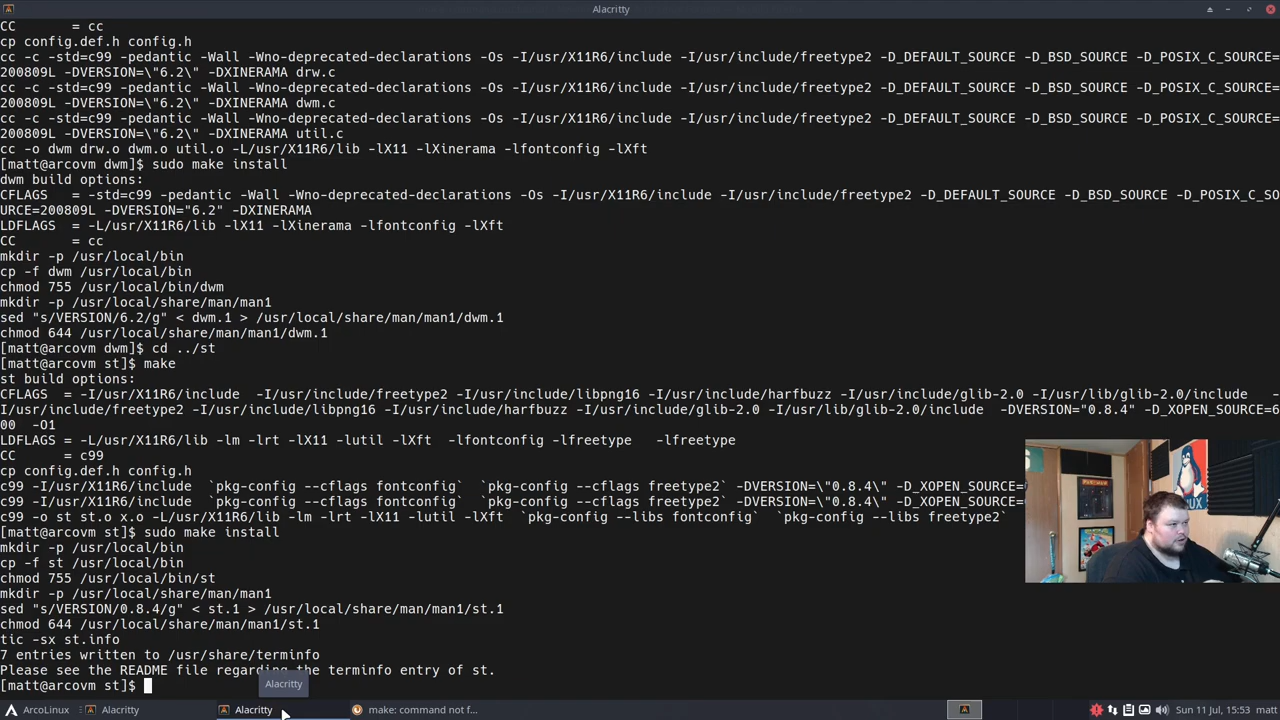 Alacritty
CC      = cc
cp config.def.h config.h
cc -c -std=c99 -pedantic -Wall -Wno-deprecated-declarations -Os -I/usr/X11R6/include -I/usr/include/freetype2 -D_DEFAULT_SOURCE -D_BSD_SOURCE -D_POSIX_C_SOURCE=
200809L -DVERSION=\"6.2\" -DXINERAMA drw.c
cc -c -std=c99 -pedantic -Wall -Wno-deprecated-declarations -Os -I/usr/X11R6/include -I/usr/include/freetype2 -D_DEFAULT_SOURCE -D_BSD_SOURCE -D_POSIX_C_SOURCE=
200809L -DVERSION=\"6.2\" -DXINERAMA dwm.c
cc -c -std=c99 -pedantic -Wall -Wno-deprecated-declarations -Os -I/usr/X11R6/include -I/usr/include/freetype2 -D_DEFAULT_SOURCE -D_BSD_SOURCE -D_POSIX_C_SOURCE=
200809L -DVERSION=\"6.2\" -DXINERAMA util.c
cc -o dwm drw.o dwm.o util.o -L/usr/X11R6/lib -lX11 -lXinerama -lfontconfig -lXft
[matt@arcovm dwm]$ sudo make install
dwm build options:
CFLAGS  = -std=c99 -pedantic -Wall -Wno-deprecated-declarations -Os -I/usr/X11R6/include -I/usr/include/freetype2 -D_DEFAULT_SOURCE -D_BSD_SOURCE -D_POSIX_C_SO
URCE=200809L -DVERSION="6.2" -DXINERAMA
LDFLAGS = -L/usr/X11R6/lib -lX11 -lXinerama -lfontconfig -lXft
CC      = cc
mkdir -p /usr/local/bin
cp -f dwm /usr/local/bin
chmod 755 /usr/local/bin/dwm
mkdir -p /usr/local/share/man/man1
sed "s/VERSION/6.2/g" < dwm.1 > /usr/local/share/man/man1/dwm.1
chmod 644 /usr/local/share/man/man1/dwm.1
[matt@arcovm dwm]$ cd ../st
[matt@arcovm st]$ make
st build options:
CFLAGS  = -I/usr/X11R6/include  -I/usr/include/freetype2 -I/usr/include/libpng16 -I/usr/include/harfbuzz -I/usr/include/glib-2.0 -I/usr/lib/glib-2.0/include  -
I/usr/include/freetype2 -I/usr/include/libpng16 -I/usr/include/harfbuzz -I/usr/include/glib-2.0 -I/usr/lib/glib-2.0/include  -DVERSION="0.8.4" -D_XOPEN_SOURCE=6
00  -O1
LDFLAGS = -L/usr/X11R6/lib -lm -lrt -lX11 -lutil -lXft  -lfontconfig -lfreetype   -lfreetype
CC      = c99
cp config.def.h config.h
c99 -I/usr/X11R6/include  `pkg-config --cflags fontconfig`  `pkg-config --cflags freetype2` -DVERSION=\"0.8.4\" -D_XOPEN_SOURCE=
c99 -I/usr/X11R6/include  `pkg-config --cflags fontconfig`  `pkg-config --cflags freetype2` -DVERSION=\"0.8.4\" -D_XOPEN_SOURCE=
c99 -o st st.o x.o -L/usr/X11R6/lib -lm -lrt -lX11 -lutil -lXft  `pkg-config --libs fontconfig`  `pkg-config --libs freetype2`
[matt@arcovm st]$ sudo make install
mkdir -p /usr/local/bin
cp -f st /usr/local/bin
chmod 755 /usr/local/bin/st
mkdir -p /usr/local/share/man/man1
sed "s/VERSION/0.8.4/g" < st.1 > /usr/local/share/man/man1/st.1
chmod 644 /usr/local/share/man/man1/st.1
tic -sx st.info
7 entries written to /usr/share/terminfo
Please see the README file regarding the terminfo entry of st.
[matt@arcovm st]$
Alacritty
ArcoLinux Alacritty Alacritty make: command not f... Sun 11 Jul, 15:53 matt